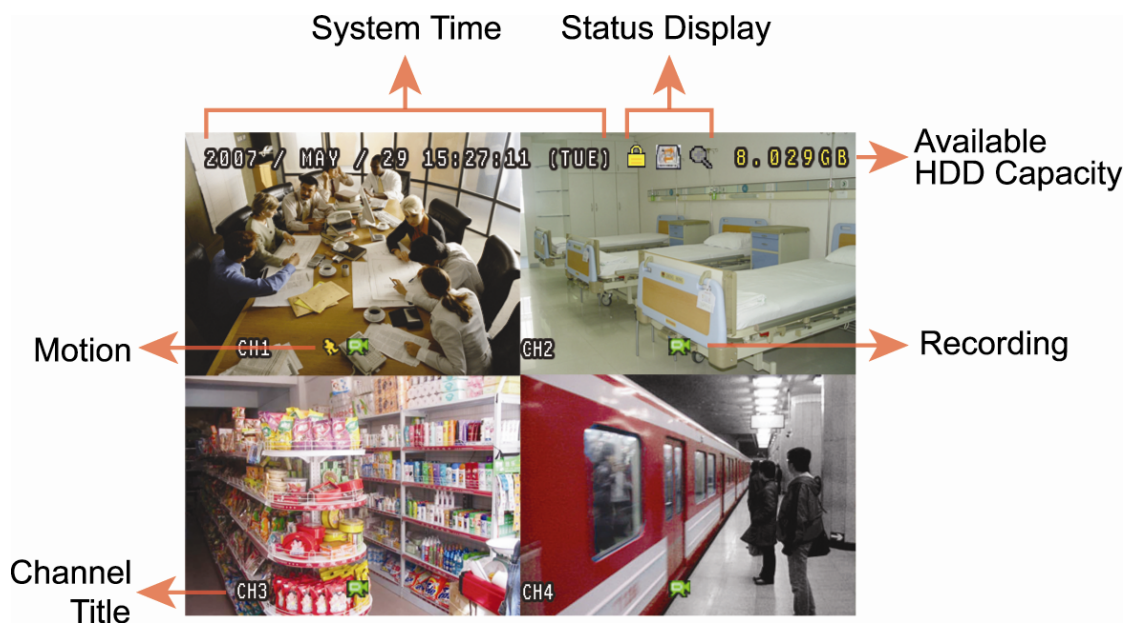 System Time
Status Display
2007 / MAY / 29 15:27:11 (TUE)
8.029GB
Available
HDD Capacity
Motion
CH1
CH2
Recording
Channel
Title
CH3
CH4